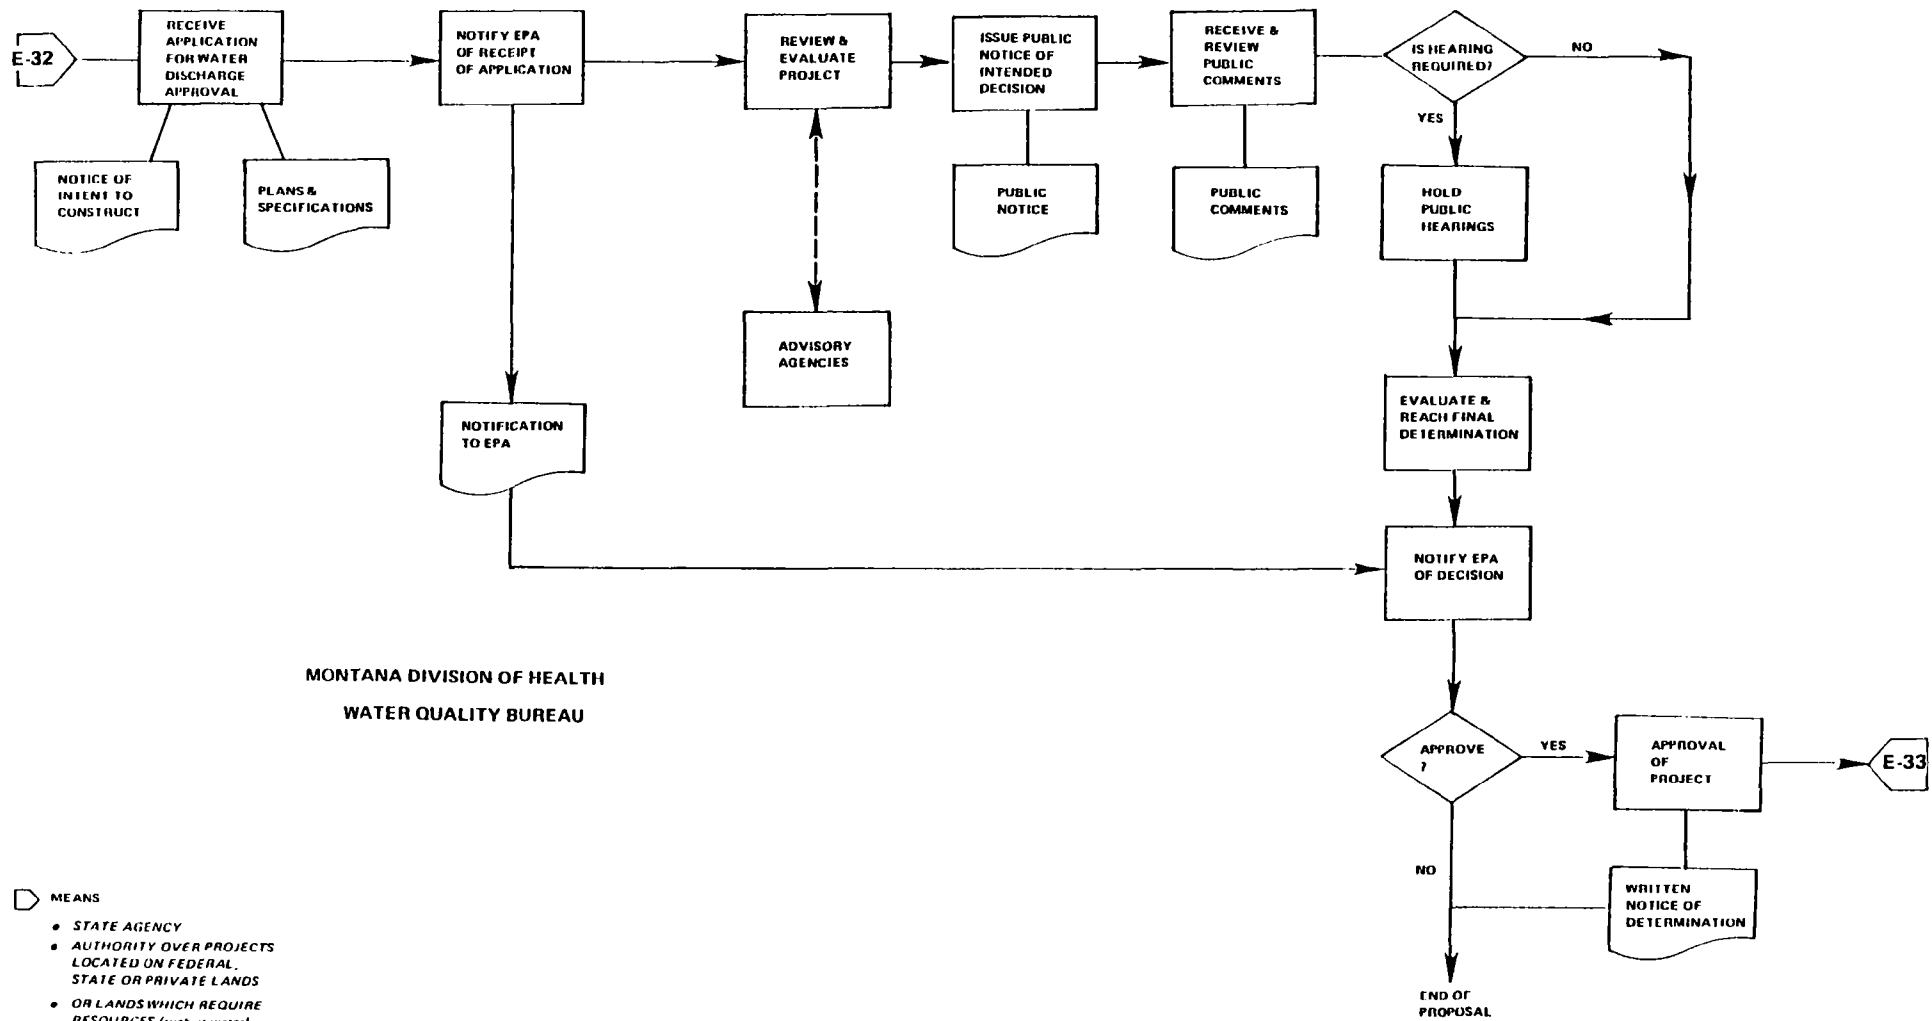 E-32
RECEIVE
APPLICATION
FOR WATER
DISCHARGE
APPROVAL
NOTICE OF
INTENT TO
CONSTRUCT
PLANS &
SPECIFICATIONS
NOTIFY EPA
OF RECEIPT
OF APPLICATION
NOTIFICATION
TO EPA
REVIEW &
EVALUATE
PROJECT
ADVISORY
AGENCIES
ISSUE PUBLIC
NOTICE OF
INTENDED
DECISION
PUBLIC
NOTICE
RECEIVE &
REVIEW
PUBLIC
COMMENTS
PUBLIC
COMMENTS
IS HEARING
REQUIRED?
NO
YES
HOLD
PUBLIC
HEARINGS
EVALUATE &
REACH FINAL
DETERMINATION
NOTIFY EPA
OF DECISION
APPROVE
?
YES
APPROVAL
OF
PROJECT
E-33
NO
WRITTEN
NOTICE OF
DETERMINATION
END OF
PROPOSAL
MONTANA DIVISION OF HEALTH
WATER QUALITY BUREAU
MEANS
• STATE AGENCY
• AUTHORITY OVER PROJECTS
LOCATED ON FEDERAL,
STATE OR PRIVATE LANDS
• OR LANDS WHICH REQUIRE
RESOURCES